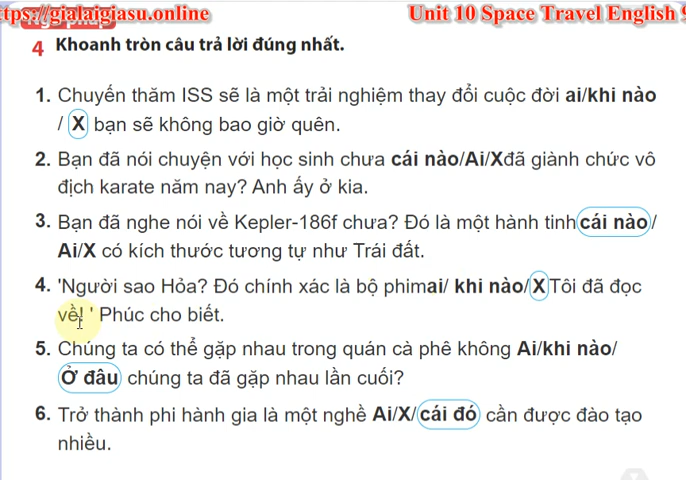 ttps://gialaigiasu.online Unit 10 Space Travel English 9
4 Khoanh tròn câu trả lời đúng nhất.
1. Chuyến thăm ISS sẽ là một trải nghiệm thay đổi cuộc đời ai/khi nào
/ X bạn sẽ không bao giờ quên.
2. Bạn đã nói chuyện với học sinh chưa cái nào/Ai/Xđã giành chức vô
địch karate năm nay? Anh ấy ở kia.
3. Bạn đã nghe nói về Kepler-186f chưa? Đó là một hành tinh cái nào/
Ai/X có kích thước tương tự như Trái đất.
4. 'Người sao Hỏa? Đó chính xác là bộ phimai/ khi nào/X Tôi đã đọc
về! ' Phúc cho biết.
5. Chúng ta có thể gặp nhau trong quán cà phê không Ai/khi nào/
Ở đâu chúng ta đã gặp nhau lần cuối?
6. Trở thành phi hành gia là một nghề Ai/X/cái đó cần được đào tạo
nhiều.